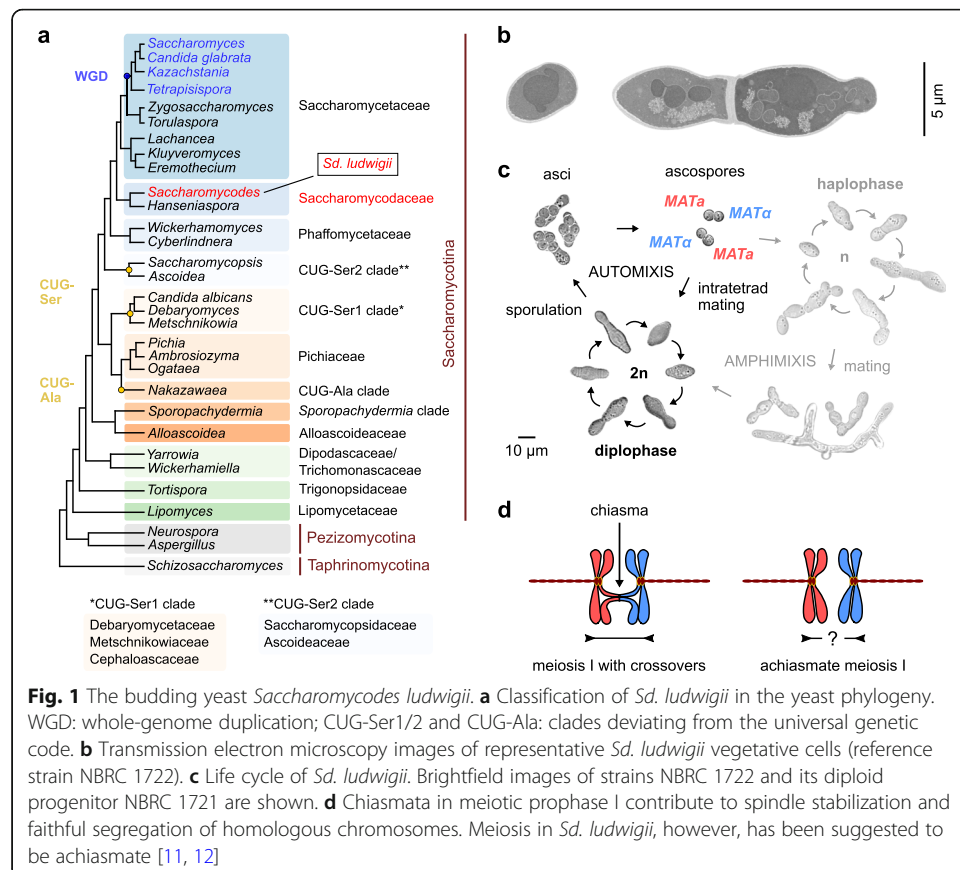 a
WGD
Saccharomyces
Candida glabrata
Kazachstania
Tetrapisispora
Zygosaccharomyces
Torulaspora
Lachancea
Kluyveromyces
Eremothecium
Saccharomycetaceae
Sd. ludwigii
Saccharomycodes
Hanseniaspora
Saccharomycodaceae
Wickerhamomyces
Cyberlindnera
Phaffomycetaceae
CUG-
Ser
Saccharomycopsis
Ascoidea
CUG-Ser2 clade**
Candida albicans
Debaryomyces
Metschnikowia
CUG-Ser1 clade*
Pichia
Ambrosiozyma
Ogataea
Pichiaceae
CUG-
Ala
Nakazawaea
CUG-Ala clade
Sporopachydermia
Sporopachydermia clade
Alloascoidea
Alloascoideaceae
Yarrowia
Wickerhamiella
Dipodascaceae/
Trichomonascaceae
Tortispora
Trigonopsidaceae
Lipomyces
Lipomycetaceae
Saccharomycotina
Neurospora
Aspergillus
Pezizomycotina
Schizosaccharomyces
Taphrinomycotina
*CUG-Ser1 clade
Debaryomycetaceae
Metschnikowiaceae
Cephaloascaceae
**CUG-Ser2 clade
Saccharomycopsidaceae
Ascoideaceae
b
5 μm
c
asci
ascospores
MATa
MATα
MATα
MATa
haplophase
n
AUTOMIXIS
intratetrad
mating
sporulation
2n
diplophase
AMPHIMIXIS
mating
10 μm
d
chiasma
meiosis I with crossovers
?
achiasmate meiosis I
Fig. 1 The budding yeast Saccharomycodes ludwigii. a Classification of Sd. ludwigii in the yeast phylogeny.
WGD: whole-genome duplication; CUG-Ser1/2 and CUG-Ala: clades deviating from the universal genetic
code. b Transmission electron microscopy images of representative Sd. ludwigii vegetative cells (reference
strain NBRC 1722). c Life cycle of Sd. ludwigii. Brightfield images of strains NBRC 1722 and its diploid
progenitor NBRC 1721 are shown. d Chiasmata in meiotic prophase I contribute to spindle stabilization and
faithful segregation of homologous chromosomes. Meiosis in Sd. ludwigii, however, has been suggested to
be achiasmate [11, 12]